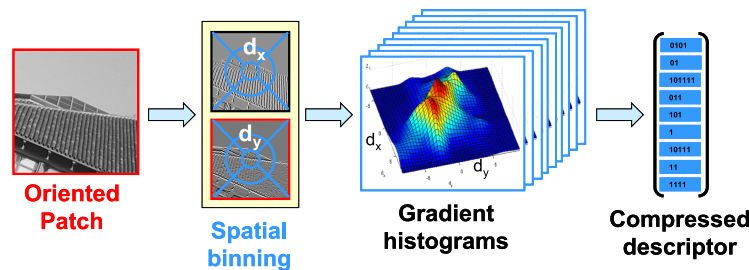 Oriented
Patch
dx
dy
Spatial
binning
dx
dy
Gradient
histograms
0101
01
101111
011
101
1
10111
11
1111
Compressed
descriptor